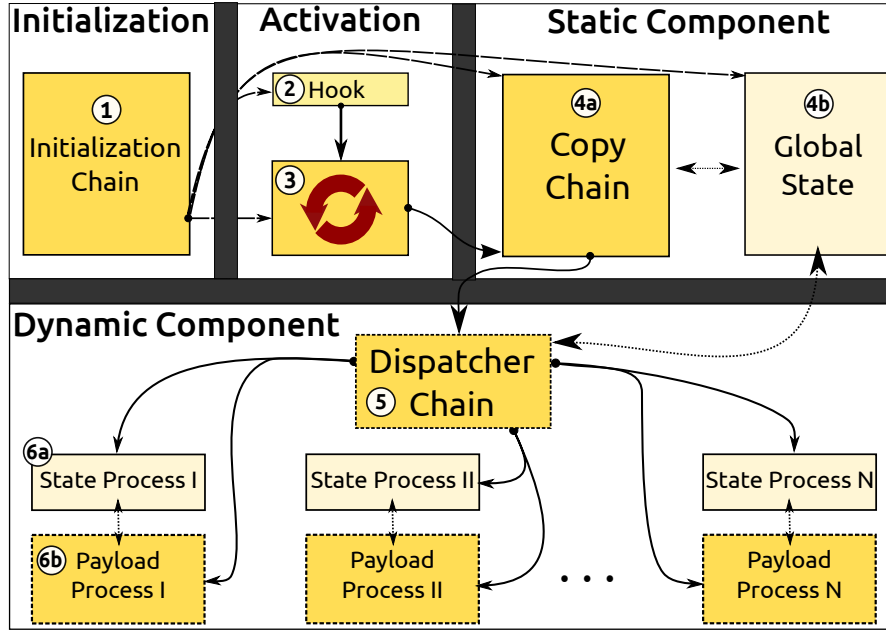 Initialization
Activation
Static Component
1
Initialization
Chain
2 Hook
3
4a
Copy
Chain
4b
Global
State
Dynamic Component
Dispatcher
5 Chain
6a
State Process I
State Process II
State Process N
6b Payload
Process I
Payload
Process II
. . .
Payload
Process N